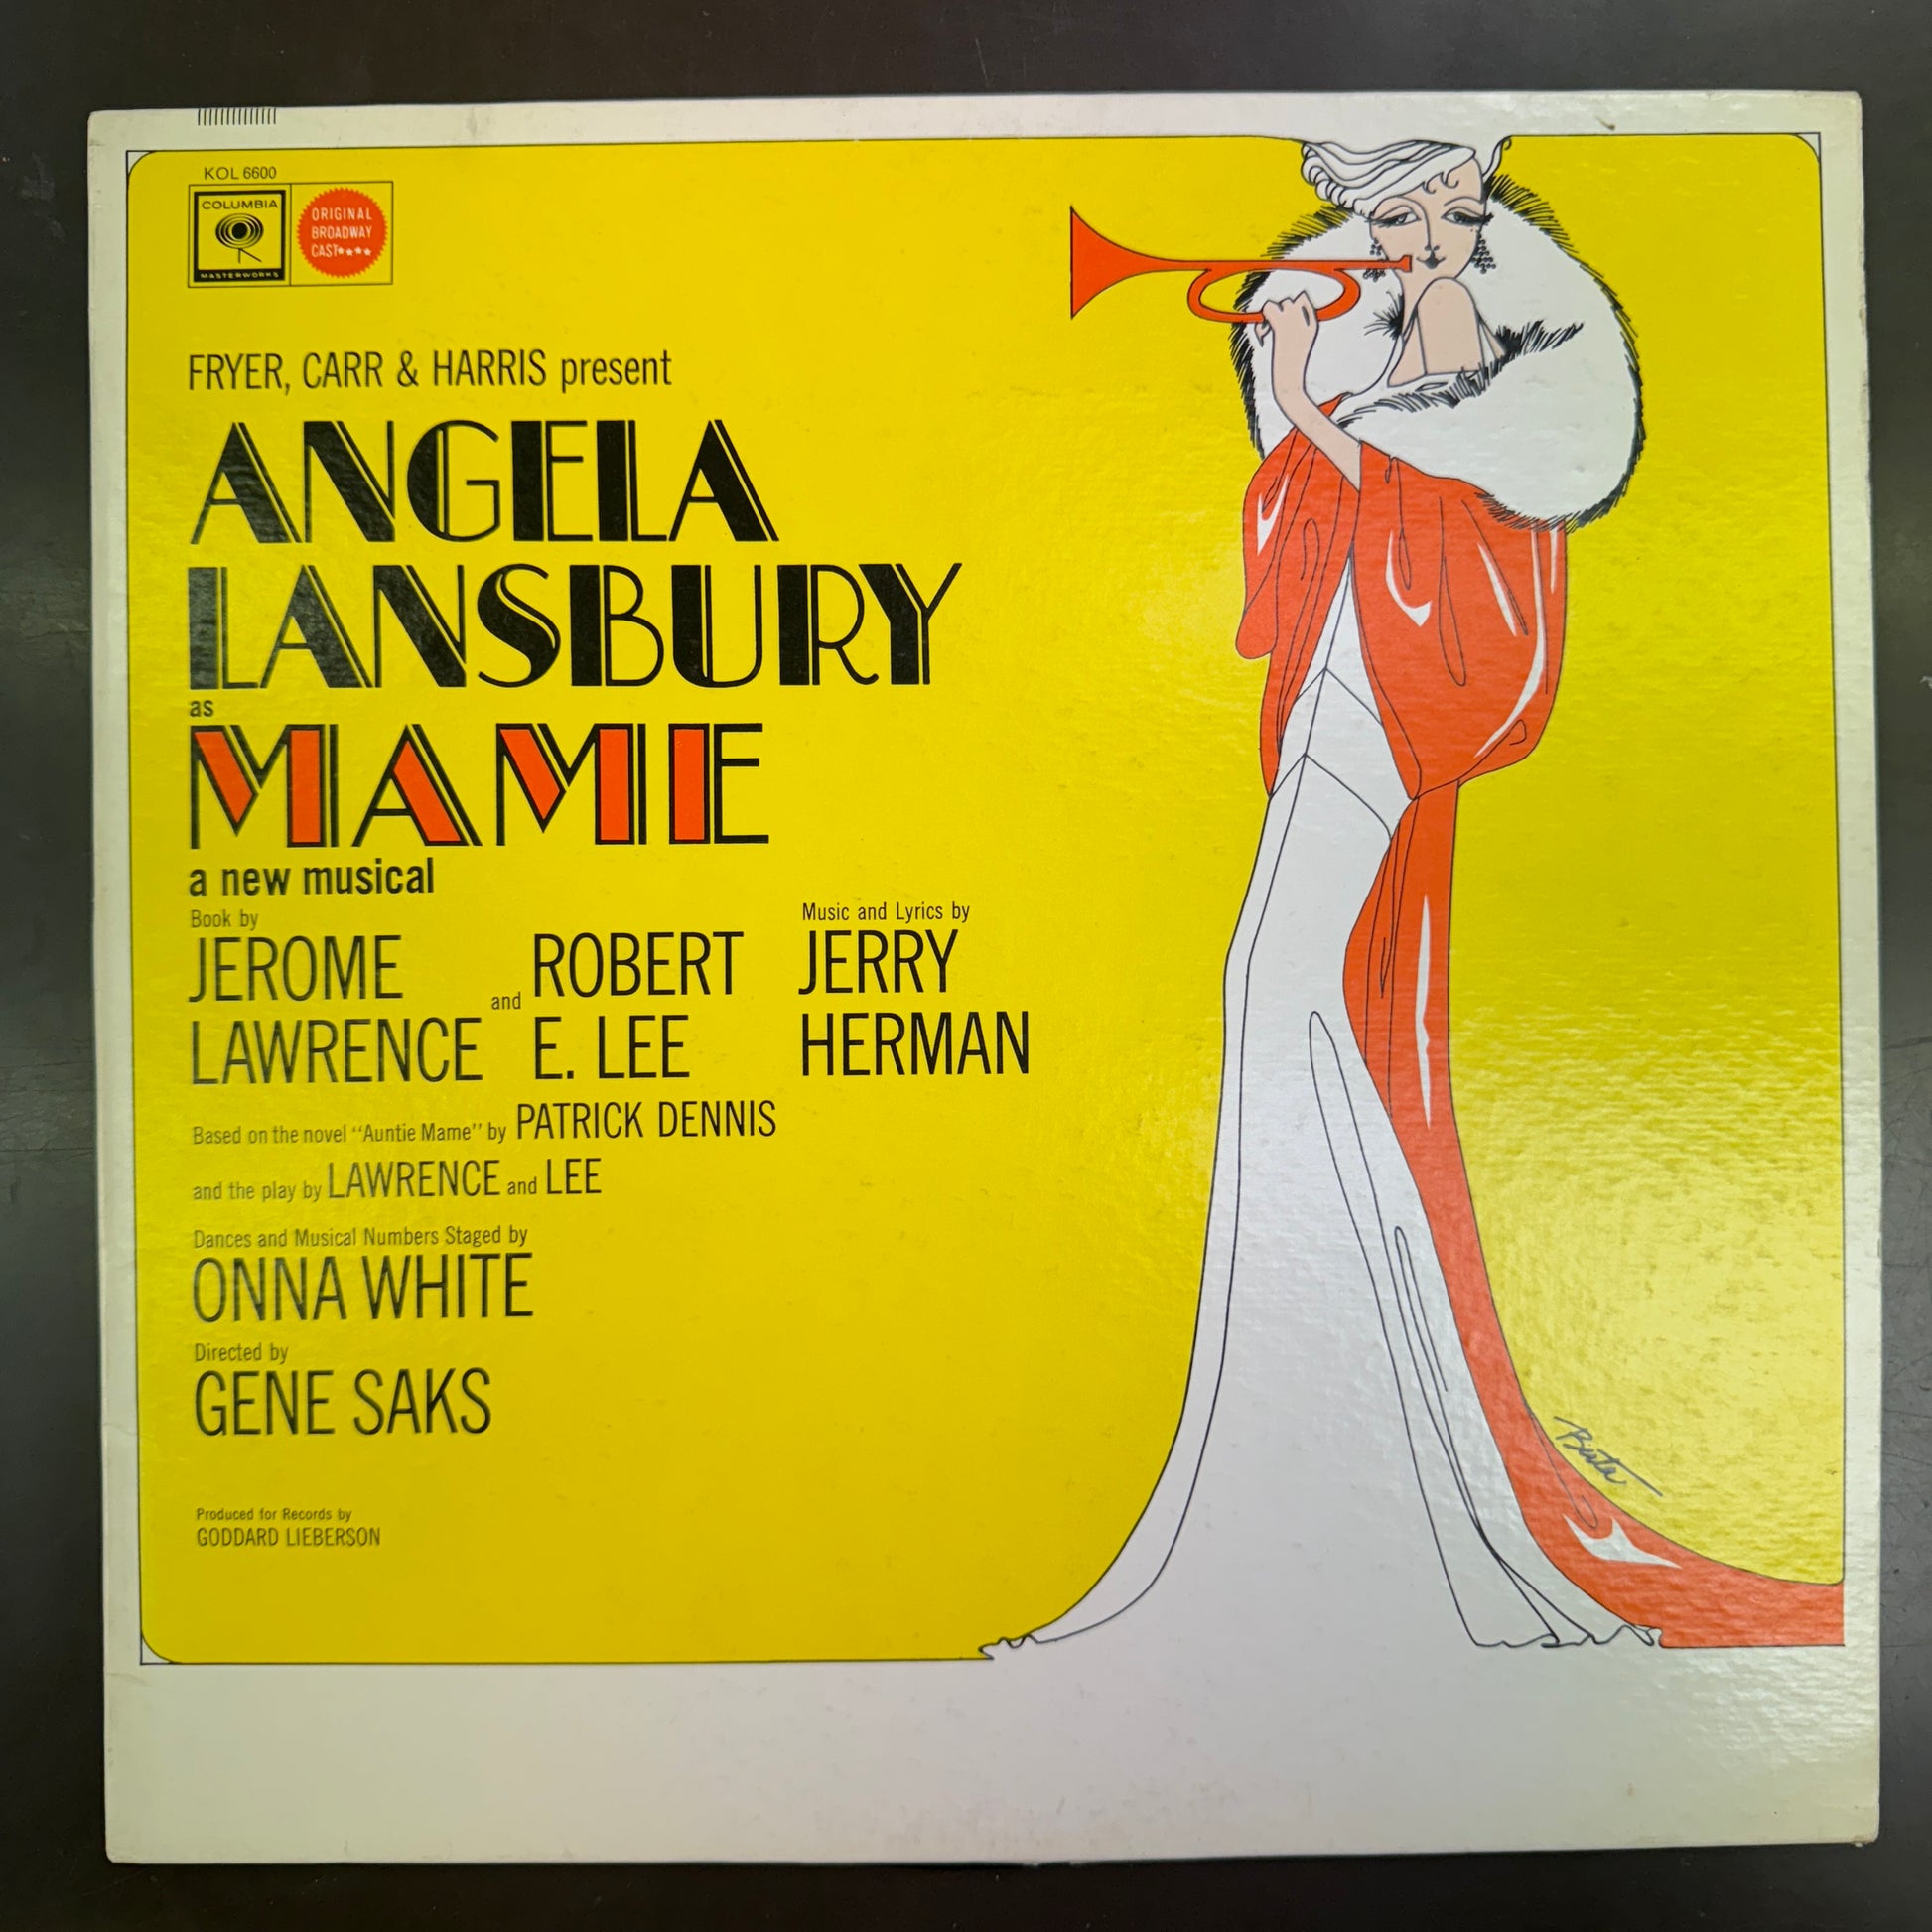 KOL 6600
COLUMBIA
MASTERWORKS
ORIGINAL
BROADWAY
CAST★★★★
FRYER, CARR & HARRIS present
ANGELA
LANSBURY
as
MAME
a new musical
Book by
JEROME
LAWRENCE and ROBERT
E. LEE
Music and Lyrics by
JERRY
HERMAN
Based on the novel "Auntie Mame" by PATRICK DENNIS
and the play by LAWRENCE and LEE
Dances and Musical Numbers Staged by
ONNA WHITE
Directed by
GENE SAKS
Produced for Records by
GODDARD LIEBERSON